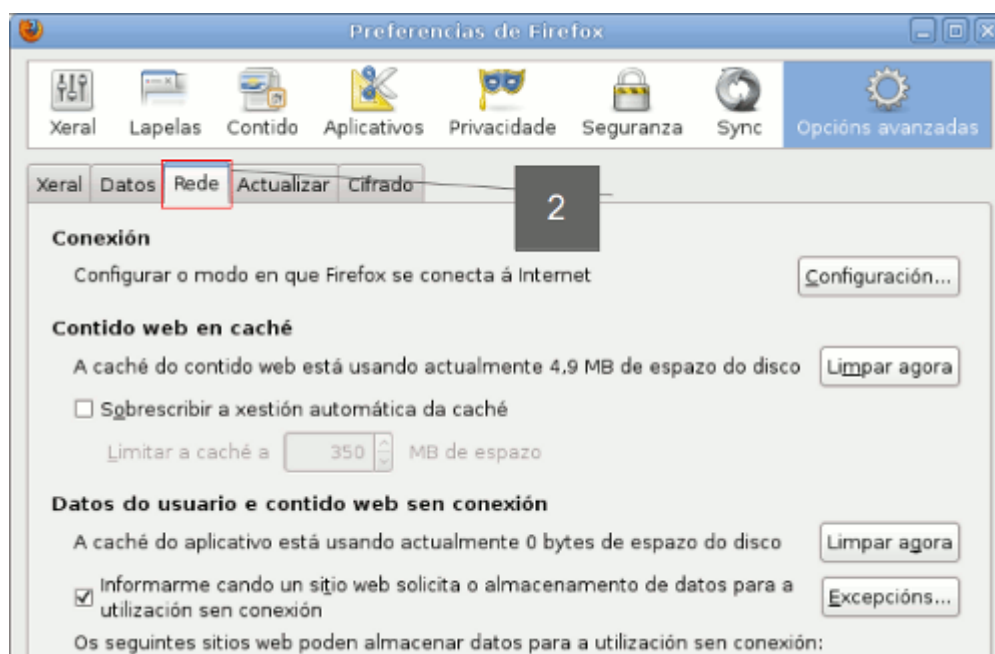 Preferencias de Firefox
Xeral Lapelas Contido Aplicativos Privacidade Seguranza Sync Opcións avanzadas
Xeral Datos Rede Actualizar Cifrado
2
Conexión
Configurar o modo en que Firefox se conecta á Internet Configuración...
Contido web en caché
A caché do contido web está usando actualmente 4,9 MB de espazo do disco Limpar agora
Sobrescribir a xestión automática da caché
Limitar a caché a 350 MB de espazo
Datos do usuario e contido web sen conexión
A caché do aplicativo está usando actualmente 0 bytes de espazo do disco Limpar agora
Informarme cando un sitio web solicita o almacenamento de datos para a
utilización sen conexión Excepcións...
Os seguintes sitios web poden almacenar datos para a utilización sen conexión: